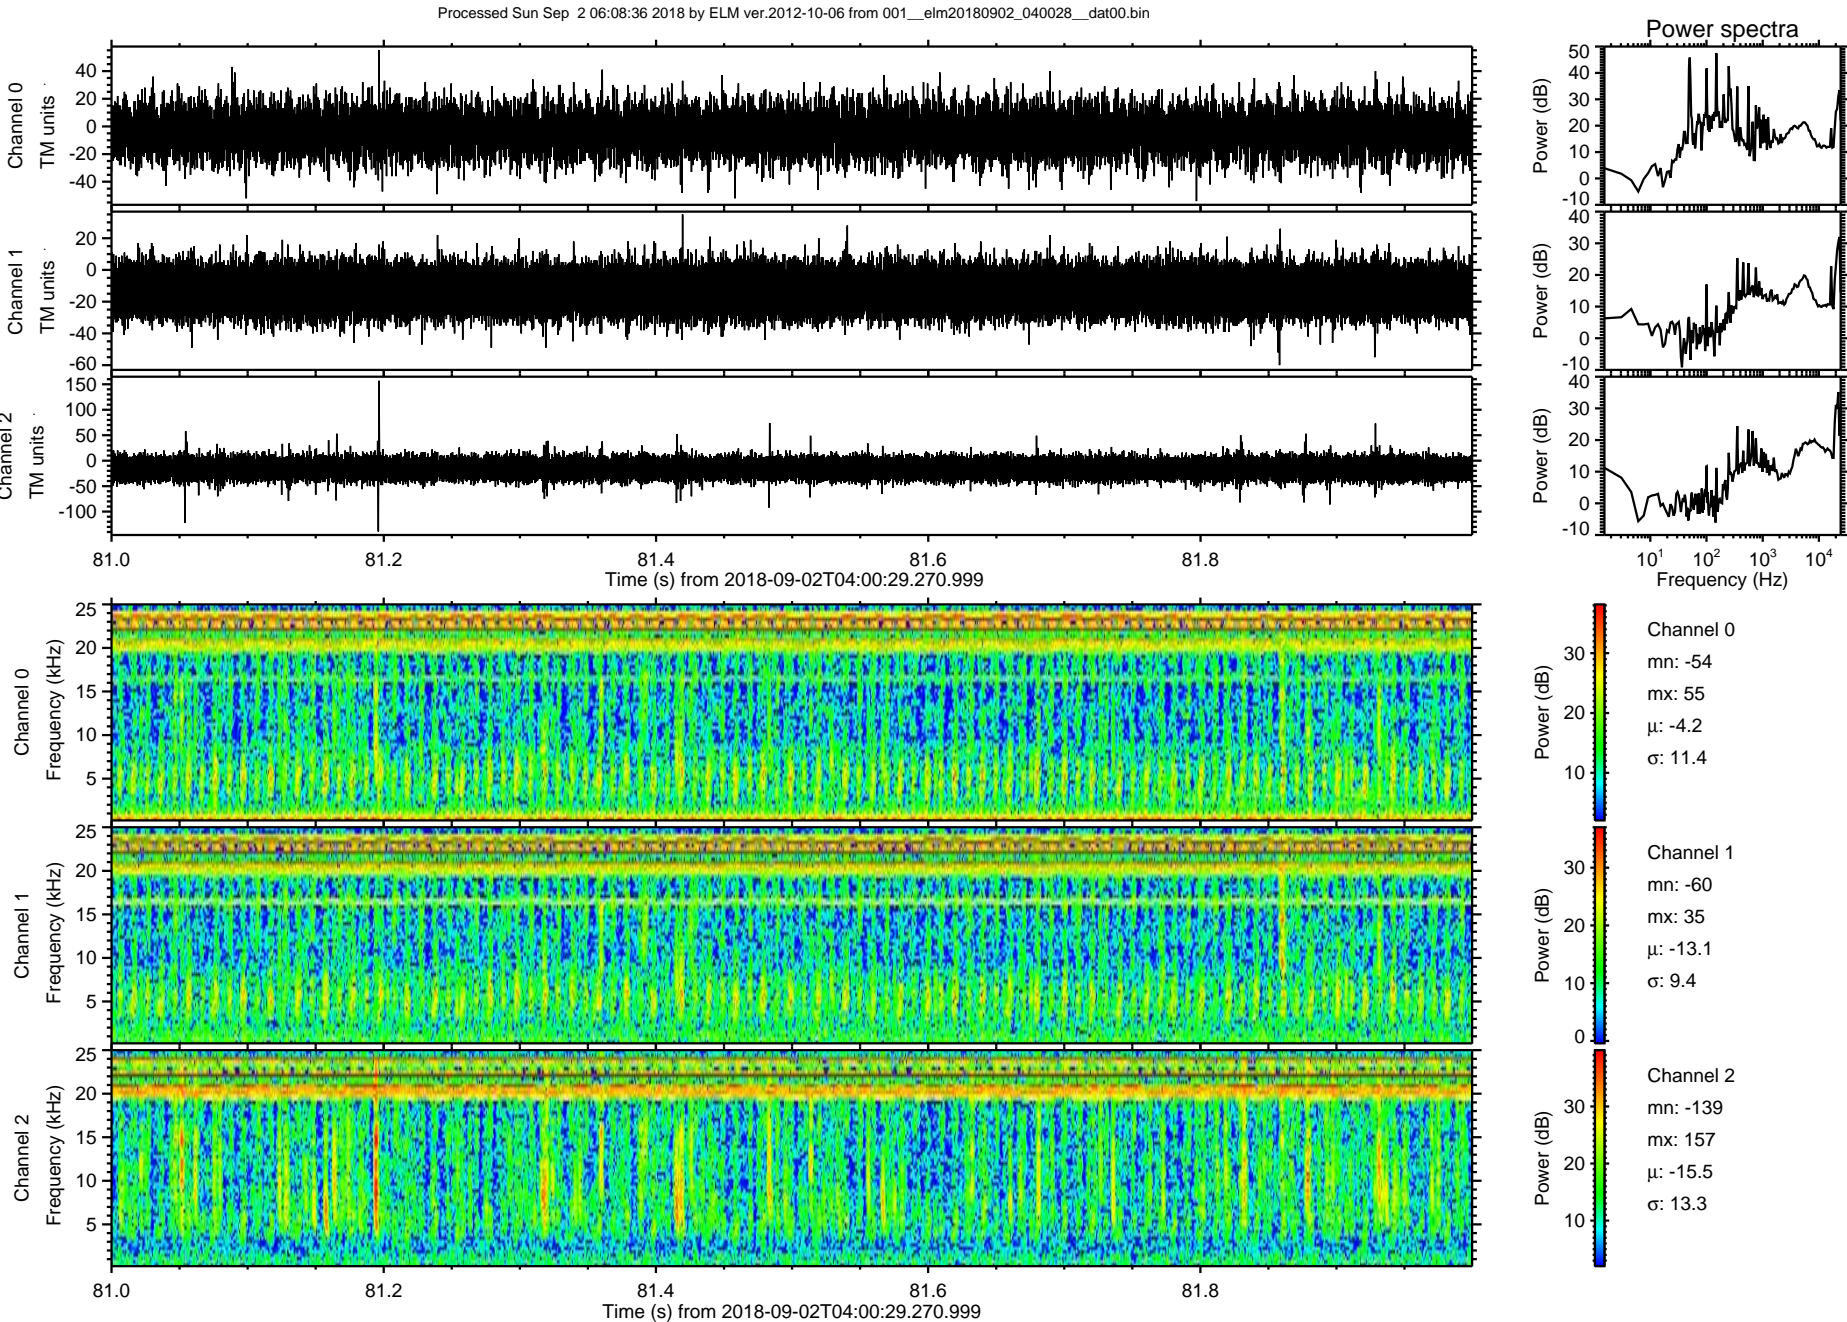 Processed Sun Sep  2 06:08:36 2018 by ELM ver.2012-10-06 from 001__elm20180902_040028__dat00.bin
Power spectra
Channel 0
TM units
40
20
0
-20
-40
Power (dB)
50
40
30
20
10
0
-10
Channel 1
TM units
20
0
-20
-40
-60
Power (dB)
40
30
20
10
0
-10
Channel 2
TM units
150
100
50
0
-50
-100
Power (dB)
40
30
20
10
0
-10
81.0 81.2 81.4 81.6 81.8
Time (s) from 2018-09-02T04:00:29.270.999
10¹ 10² 10³ 10⁴
Frequency (Hz)
Channel 0
Frequency (kHz)
25
20
15
10
5
Power (dB)
30
20
10
Channel 0
mn: -54
mx: 55
μ: -4.2
σ: 11.4
Channel 1
Frequency (kHz)
25
20
15
10
5
Power (dB)
30
20
10
0
Channel 1
mn: -60
mx: 35
μ: -13.1
σ: 9.4
Channel 2
Frequency (kHz)
25
20
15
10
5
Power (dB)
30
20
10
Channel 2
mn: -139
mx: 157
μ: -15.5
σ: 13.3
81.0 81.2 81.4 81.6 81.8
Time (s) from 2018-09-02T04:00:29.270.999